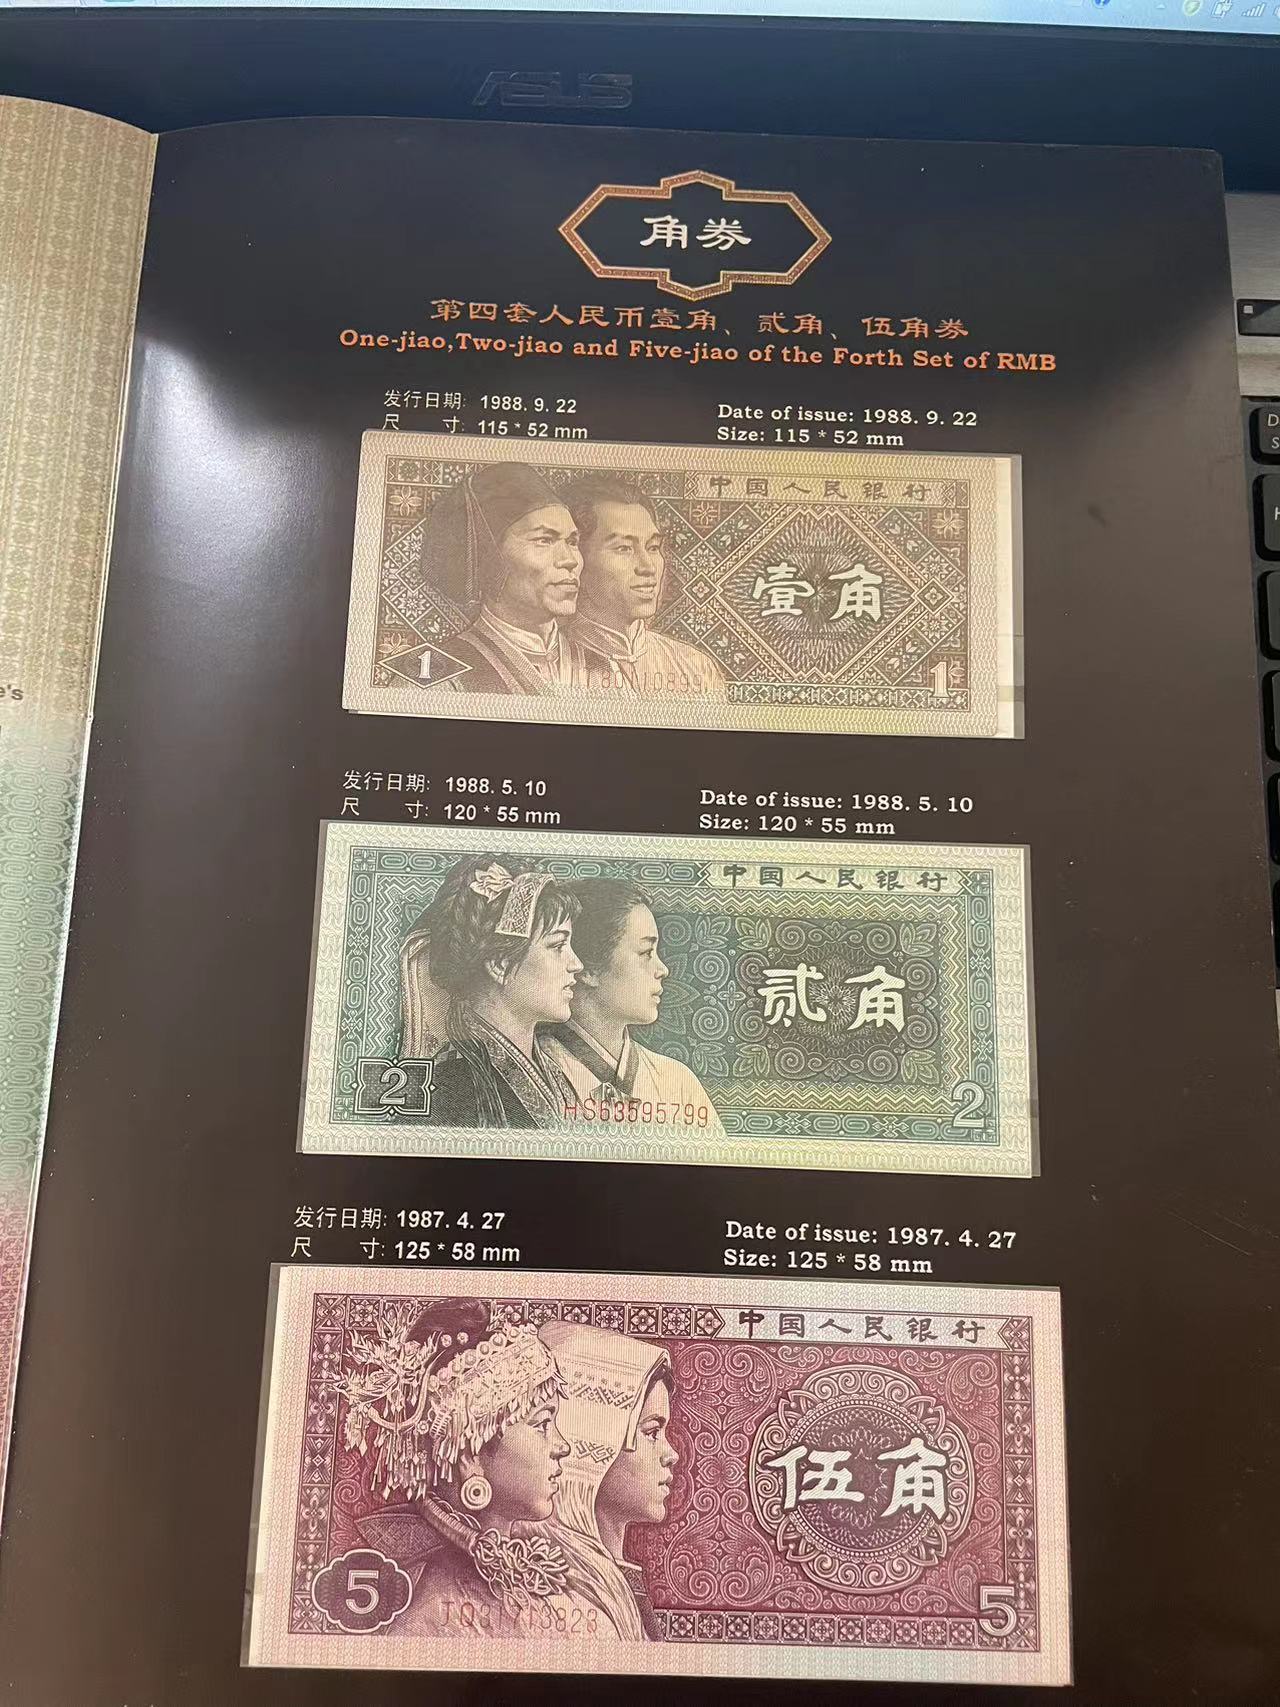 ASUS
角券
第四套人民币壹角、贰角、伍角券
One-jiao,Two-jiao and Five-jiao of the Forth Set of RMB
发行日期: 1988. 9. 22
尺 寸: 115 * 52 mm
Date of issue: 1988. 9. 22
Size: 115 * 52 mm
中国人民银行
壹角
1
1
发行日期: 1988. 5. 10
尺 寸: 120 * 55 mm
Date of issue: 1988. 5. 10
Size: 120 * 55 mm
中国人民银行
贰角
2
HS63595799
2
发行日期: 1987. 4. 27
尺 寸: 125 * 58 mm
Date of issue: 1987. 4. 27
Size: 125 * 58 mm
中国人民银行
伍角
5
JQ31713823
5
e's